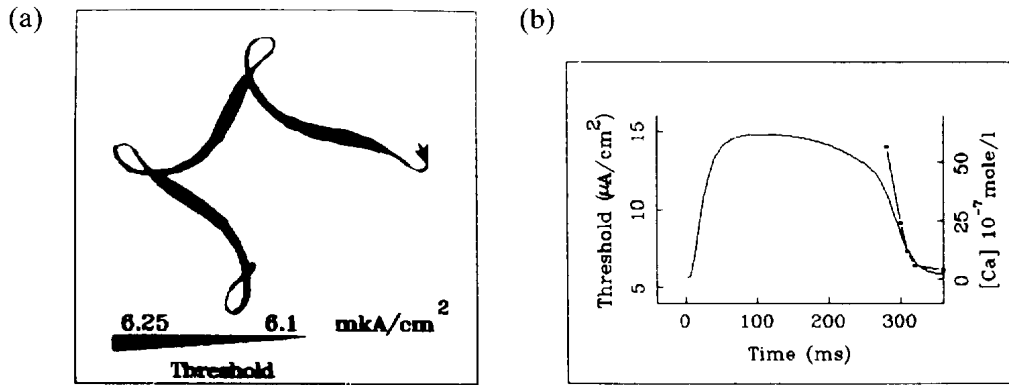 (a)
6.25 6.1 mkA/cm²
Threshold
(b)
Threshold (μA/cm²)
15
10
5
0 100 200 300
Time (ms)
50
25
0
[Ca] 10⁻⁷ mole/l